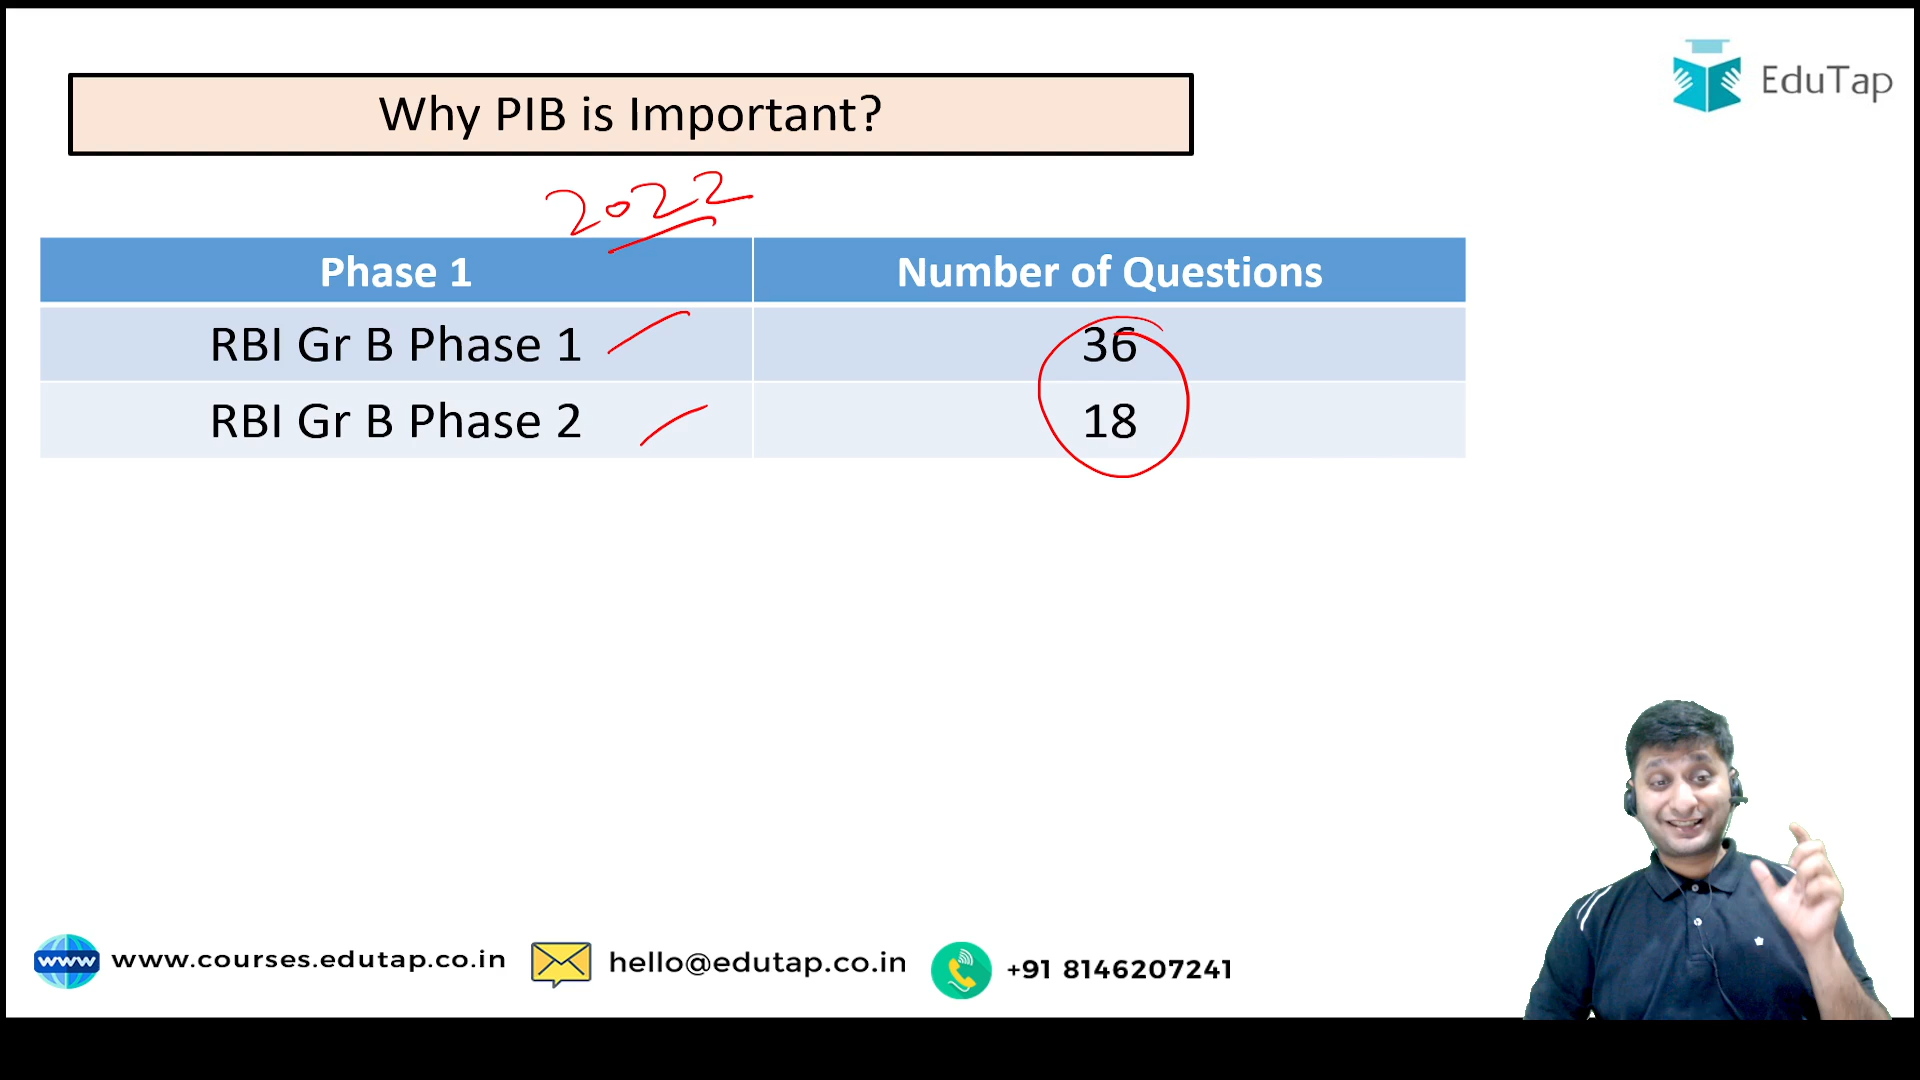 EduTap
Why PIB is Important?
2022
Phase 1 Number of Questions
RBI Gr B Phase 1 36
RBI Gr B Phase 2 18
www www.courses.edutap.co.in hello@edutap.co.in +91 8146207241